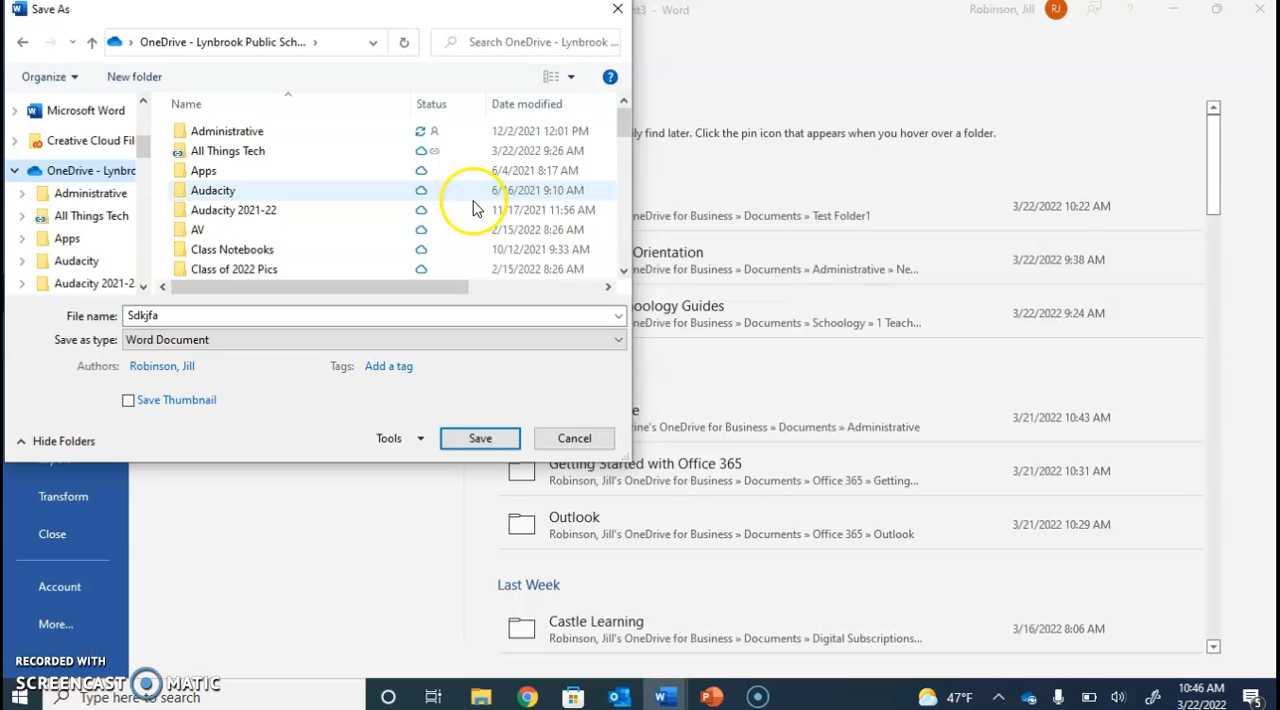 Save As
nt3 - Word
Robinson, Jill
RJ
OneDrive - Lynbrook Public Sch...
Search OneDrive - Lynbrook ...
Organize
New folder
Microsoft Word
Creative Cloud Fil
OneDrive - Lynbro
Administrative
All Things Tech
Apps
Audacity
Audacity 2021-2
Name Status Date modified
Administrative 12/2/2021 12:01 PM
All Things Tech 3/22/2022 9:26 AM
Apps 6/4/2021 8:17 AM
Audacity 6/16/2021 9:10 AM
Audacity 2021-22 11/17/2021 11:56 AM
AV 2/15/2022 8:26 AM
Class Notebooks 10/12/2021 9:33 AM
Class of 2022 Pics 2/15/2022 8:26 AM
File name: Sdkjfa
Save as type: Word Document
Authors: Robinson, Jill Tags: Add a tag
Save Thumbnail
Hide Folders
Tools
Save
Cancel
ily find later. Click the pin icon that appears when you hover over a folder.
neDrive for Business » Documents » Test Folder1 3/22/2022 10:22 AM
Orientation
neDrive for Business » Documents » Administrative » Ne... 3/22/2022 9:38 AM
oology Guides
neDrive for Business » Documents » Schoology » 1 Teach... 3/22/2022 9:24 AM
e
rine's OneDrive for Business » Documents » Administrative 3/21/2022 10:43 AM
Getting Started with Office 365
Robinson, Jill's OneDrive for Business » Documents » Office 365 » Getting... 3/21/2022 10:31 AM
Outlook
Robinson, Jill's OneDrive for Business » Documents » Office 365 » Outlook 3/21/2022 10:29 AM
Last Week
Castle Learning
Robinson, Jill's OneDrive for Business » Documents » Digital Subscriptions... 3/16/2022 8:06 AM
Transform
Close
Account
More...
RECORDED WITH
SCREENCAST MATIC
Type here to search
47°F
10:46 AM
3/22/2022
5